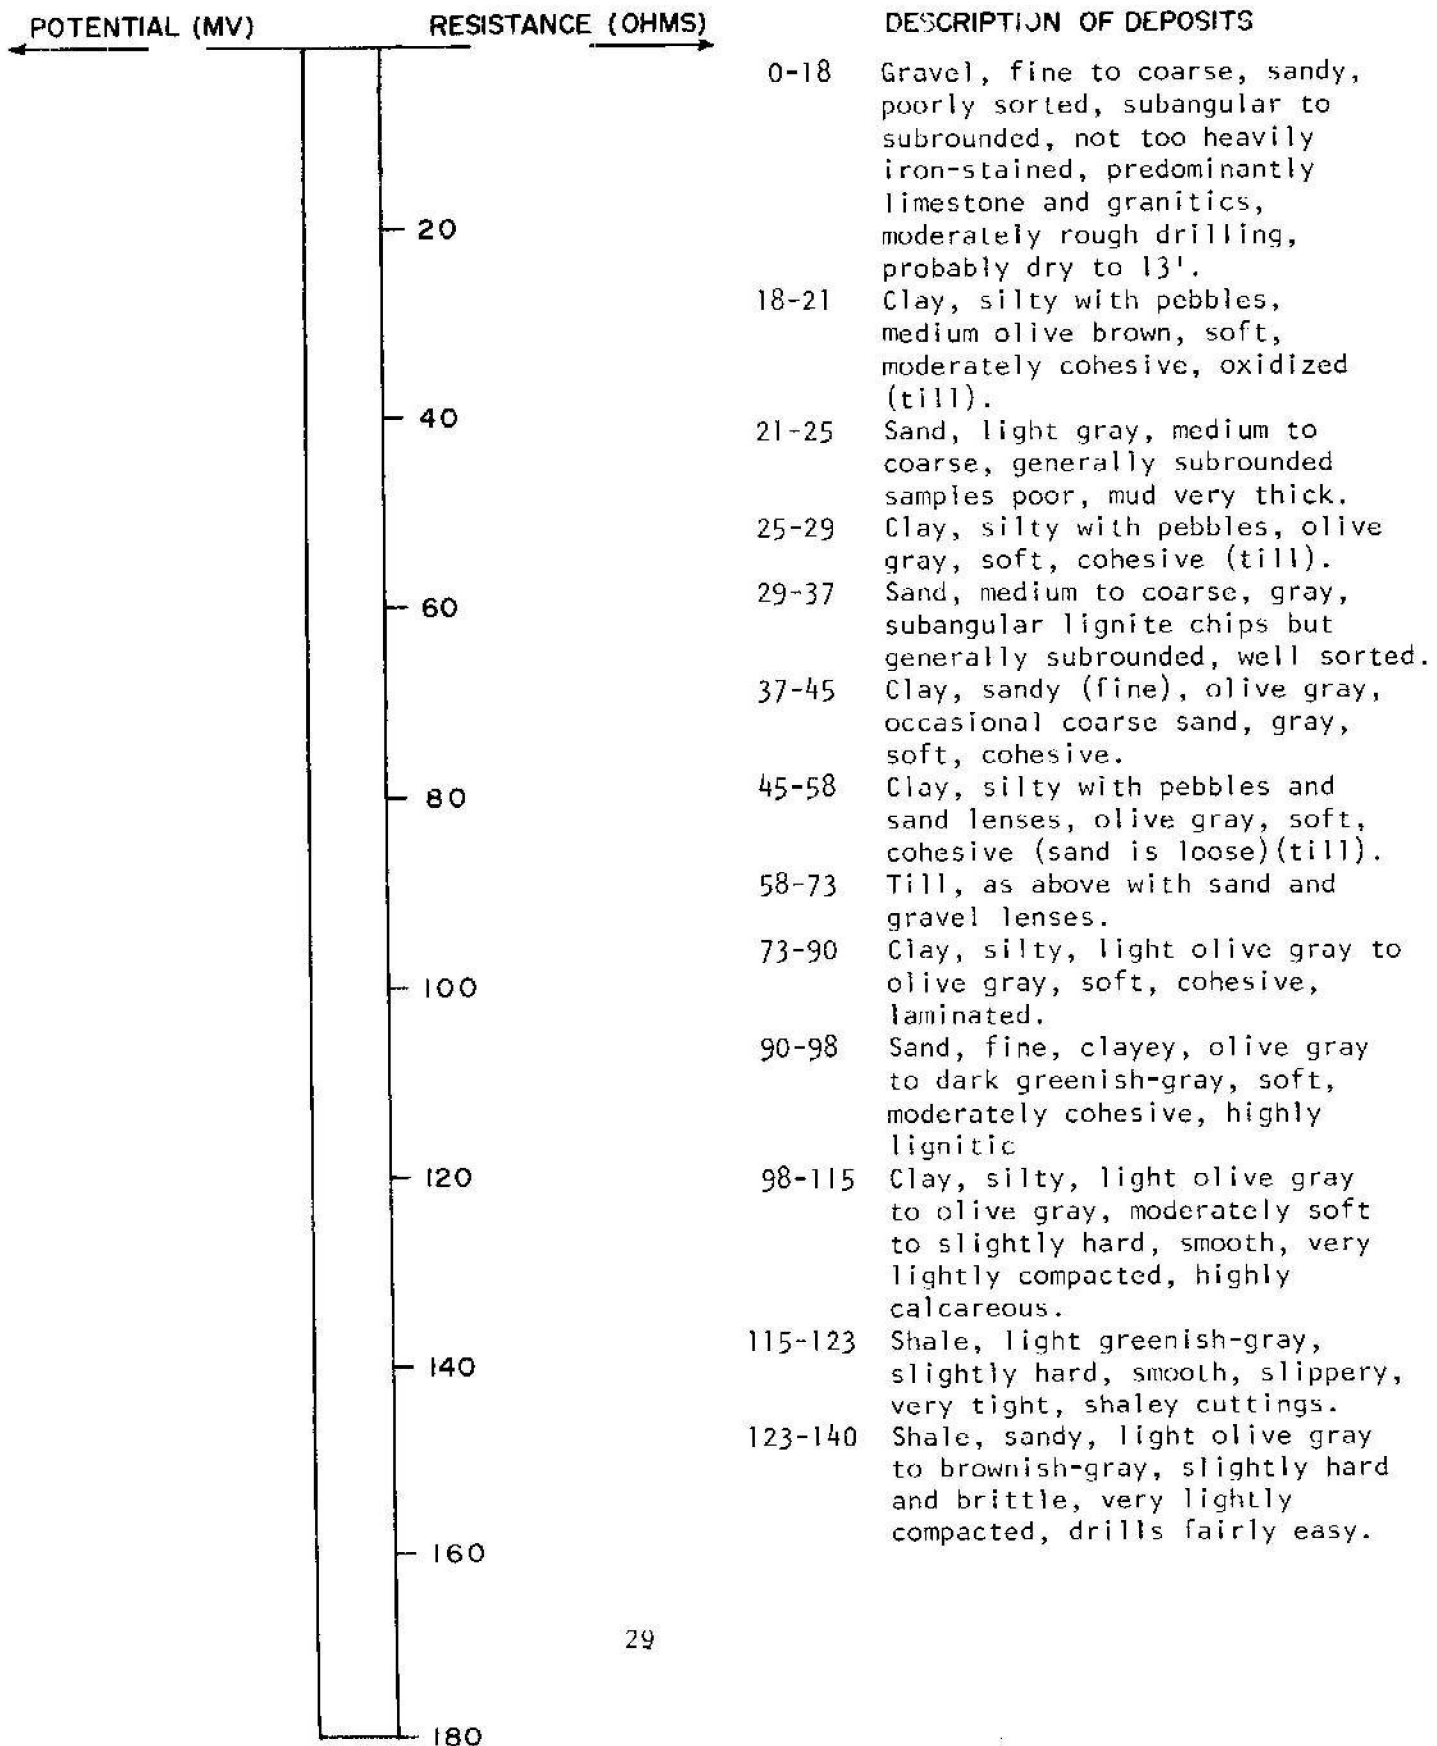 POTENTIAL (MV)
RESISTANCE (OHMS)
DESCRIPTION OF DEPOSITS
0-18 Gravel, fine to coarse, sandy,
poorly sorted, subangular to
subrounded, not too heavily
iron-stained, predominantly
limestone and granitics,
moderately rough drilling,
probably dry to 13'.
18-21 Clay, silty with pebbles,
medium olive brown, soft,
moderately cohesive, oxidized
(till).
21-25 Sand, light gray, medium to
coarse, generally subrounded
samples poor, mud very thick.
25-29 Clay, silty with pebbles, olive
gray, soft, cohesive (till).
29-37 Sand, medium to coarse, gray,
subangular lignite chips but
generally subrounded, well sorted.
37-45 Clay, sandy (fine), olive gray,
occasional coarse sand, gray,
soft, cohesive.
45-58 Clay, silty with pebbles and
sand lenses, olive gray, soft,
cohesive (sand is loose)(till).
58-73 Till, as above with sand and
gravel lenses.
73-90 Clay, silty, light olive gray to
olive gray, soft, cohesive,
laminated.
90-98 Sand, fine, clayey, olive gray
to dark greenish-gray, soft,
moderately cohesive, highly
lignitic
98-115 Clay, silty, light olive gray
to olive gray, moderately soft
to slightly hard, smooth, very
lightly compacted, highly
calcareous.
115-123 Shale, light greenish-gray,
slightly hard, smooth, slippery,
very tight, shaley cuttings.
123-140 Shale, sandy, light olive gray
to brownish-gray, slightly hard
and brittle, very lightly
compacted, drills fairly easy.
20
40
60
80
100
120
140
160
180
29